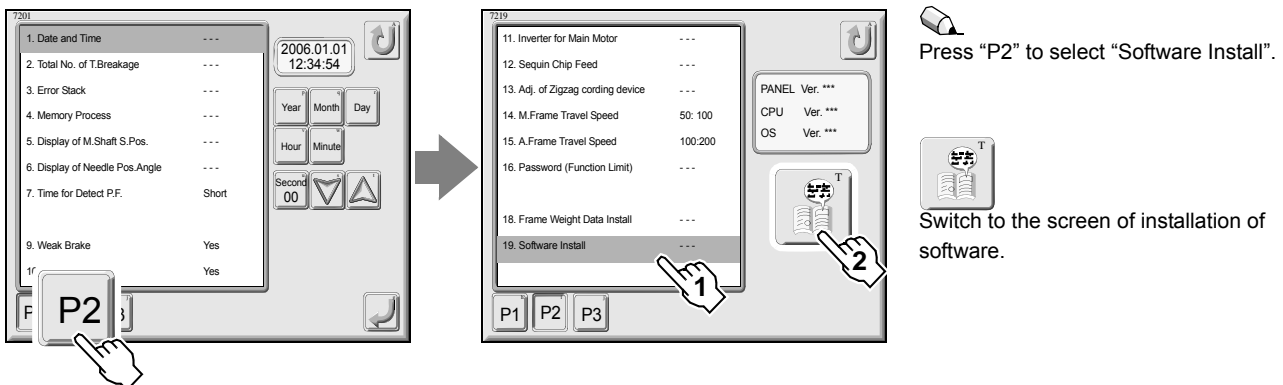 7201
1. Date and Time - - -
2. Total No. of T.Breakage - - -
3. Error Stack - - -
4. Memory Process - - -
5. Display of M.Shaft S.Pos. - - -
6. Display of Needle Pos.Angle - - -
7. Time for Detect P.F. Short
9. Weak Brake Yes
Yes
2006.01.01
12:34:54
Year Month Day
Hour Minute
Second
00
P2
7219
11. Inverter for Main Motor - - -
12. Sequin Chip Feed - - -
13. Adj. of Zigzag cording device - - -
14. M.Frame Travel Speed 50: 100
15. A.Frame Travel Speed 100:200
16. Password (Function Limit) - - -
18. Frame Weight Data Install - - -
19. Software Install - - -
1
P1 P2 P3
PANEL Ver. ***
CPU Ver. ***
OS Ver. ***
T
2
Press “P2” to select “Software Install”.
T
Switch to the screen of installation of
software.